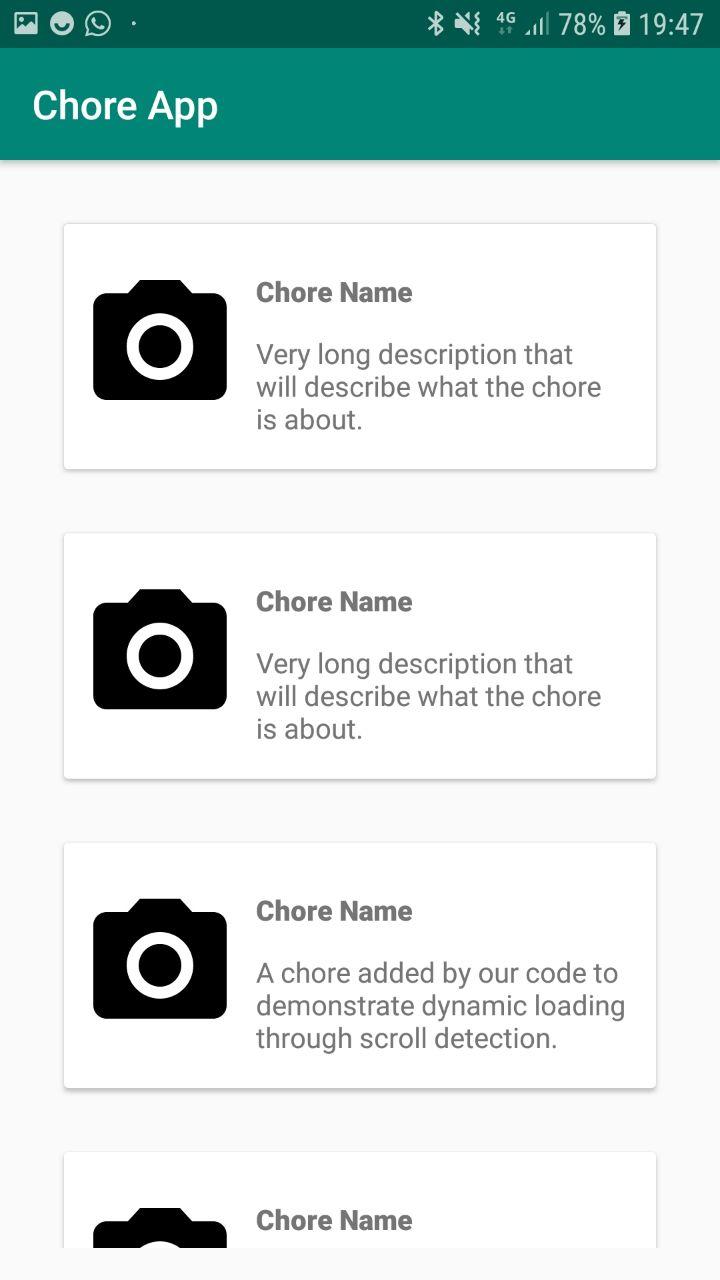 4G 78% 19:47
Chore App
Chore Name
Very long description that
will describe what the chore
is about.
Chore Name
Very long description that
will describe what the chore
is about.
Chore Name
A chore added by our code to
demonstrate dynamic loading
through scroll detection.
Chore Name